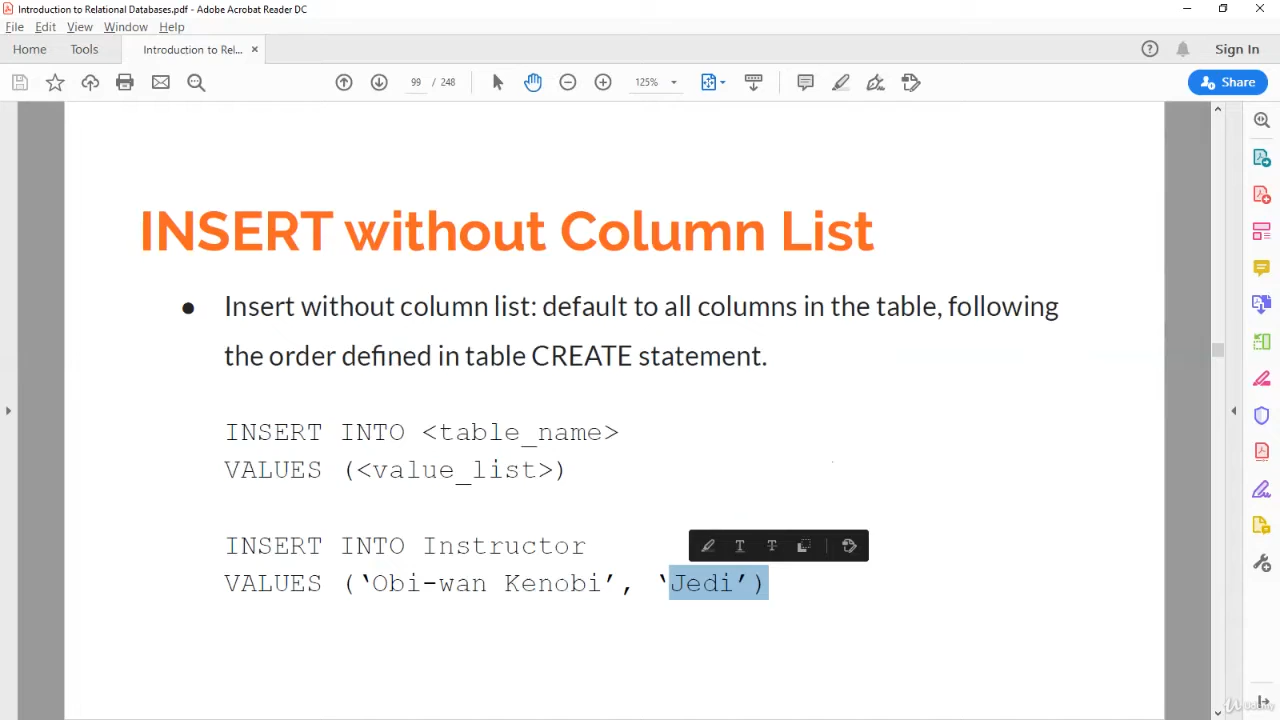 Introduction to Relational Databases.pdf - Adobe Acrobat Reader DC
File Edit View Window Help
Home Tools Introduction to Rel... × Sign In
99 / 248 125% Share
INSERT without Column List
● Insert without column list: default to all columns in the table, following
the order defined in table CREATE statement.
INSERT INTO <table_name>
VALUES (<value_list>)
INSERT INTO Instructor
VALUES (‘Obi-wan Kenobi’, ‘Jedi’)
Udemy